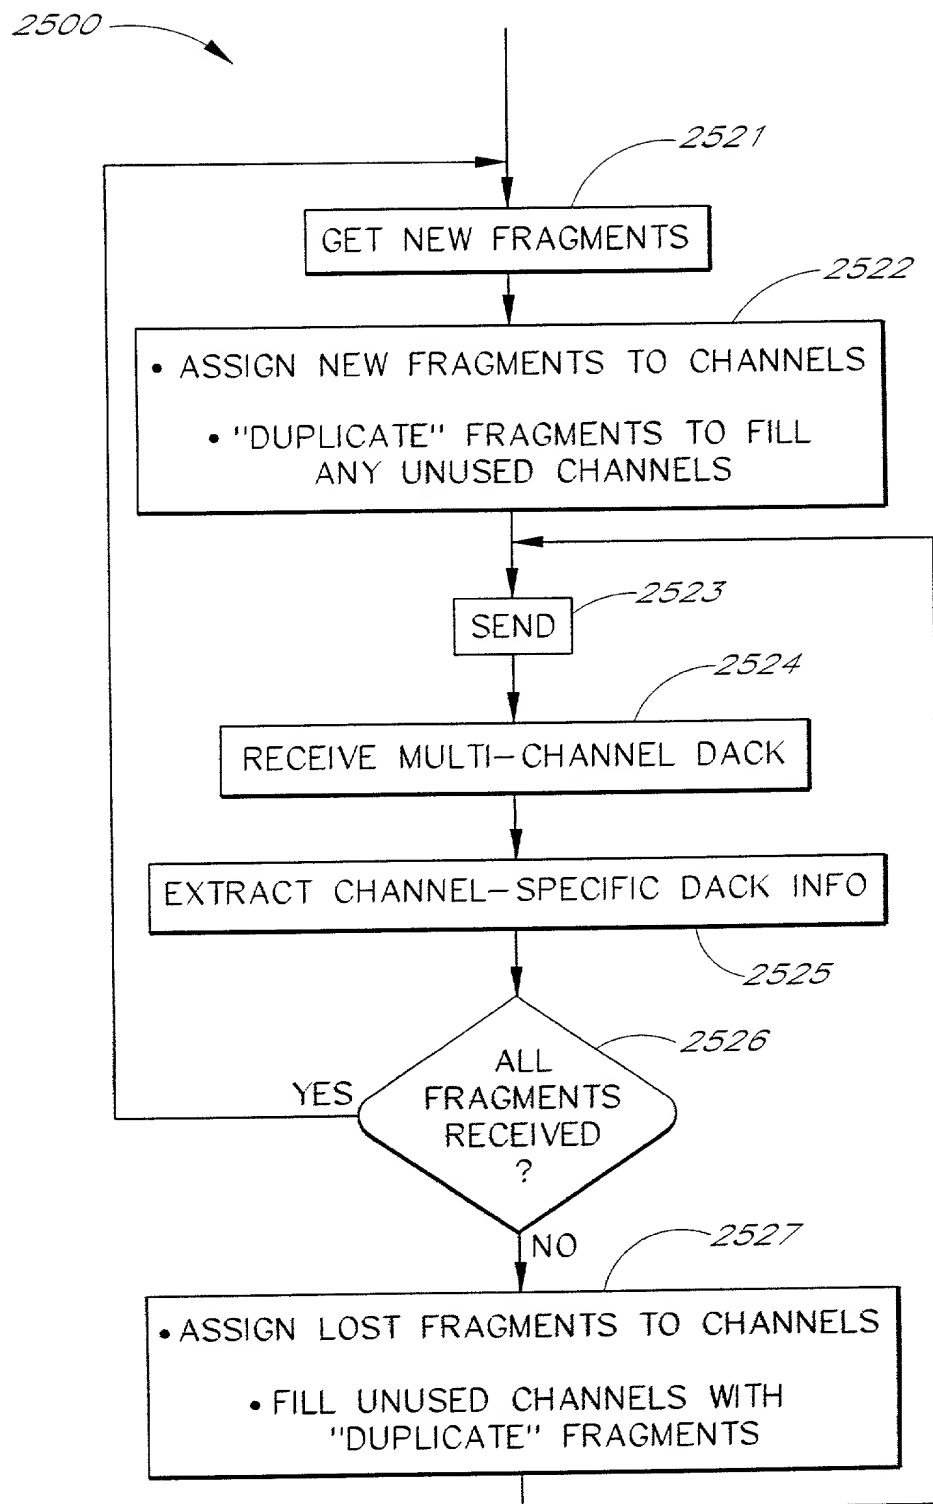 2500
2521
GET NEW FRAGMENTS
2522
• ASSIGN NEW FRAGMENTS TO CHANNELS
• "DUPLICATE" FRAGMENTS TO FILL
ANY UNUSED CHANNELS
2523
SEND
2524
RECEIVE MULTI-CHANNEL DACK
EXTRACT CHANNEL-SPECIFIC DACK INFO
2525
2526
ALL
FRAGMENTS
RECEIVED
?
YES
NO
2527
• ASSIGN LOST FRAGMENTS TO CHANNELS
• FILL UNUSED CHANNELS WITH
"DUPLICATE" FRAGMENTS